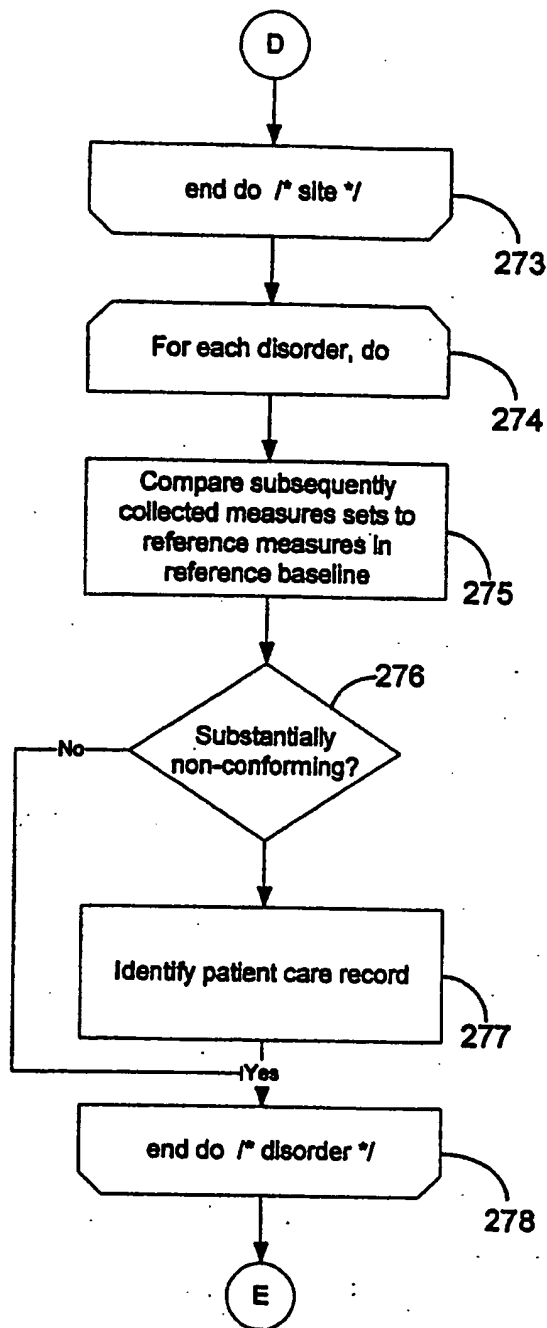 D
end do /* site */
273
For each disorder, do
274
Compare subsequently
collected measures sets to
reference measures in
reference baseline
275
276
Substantially
non-conforming?
No
Identify patient care record
277
Yes
end do /* disorder */
278
E